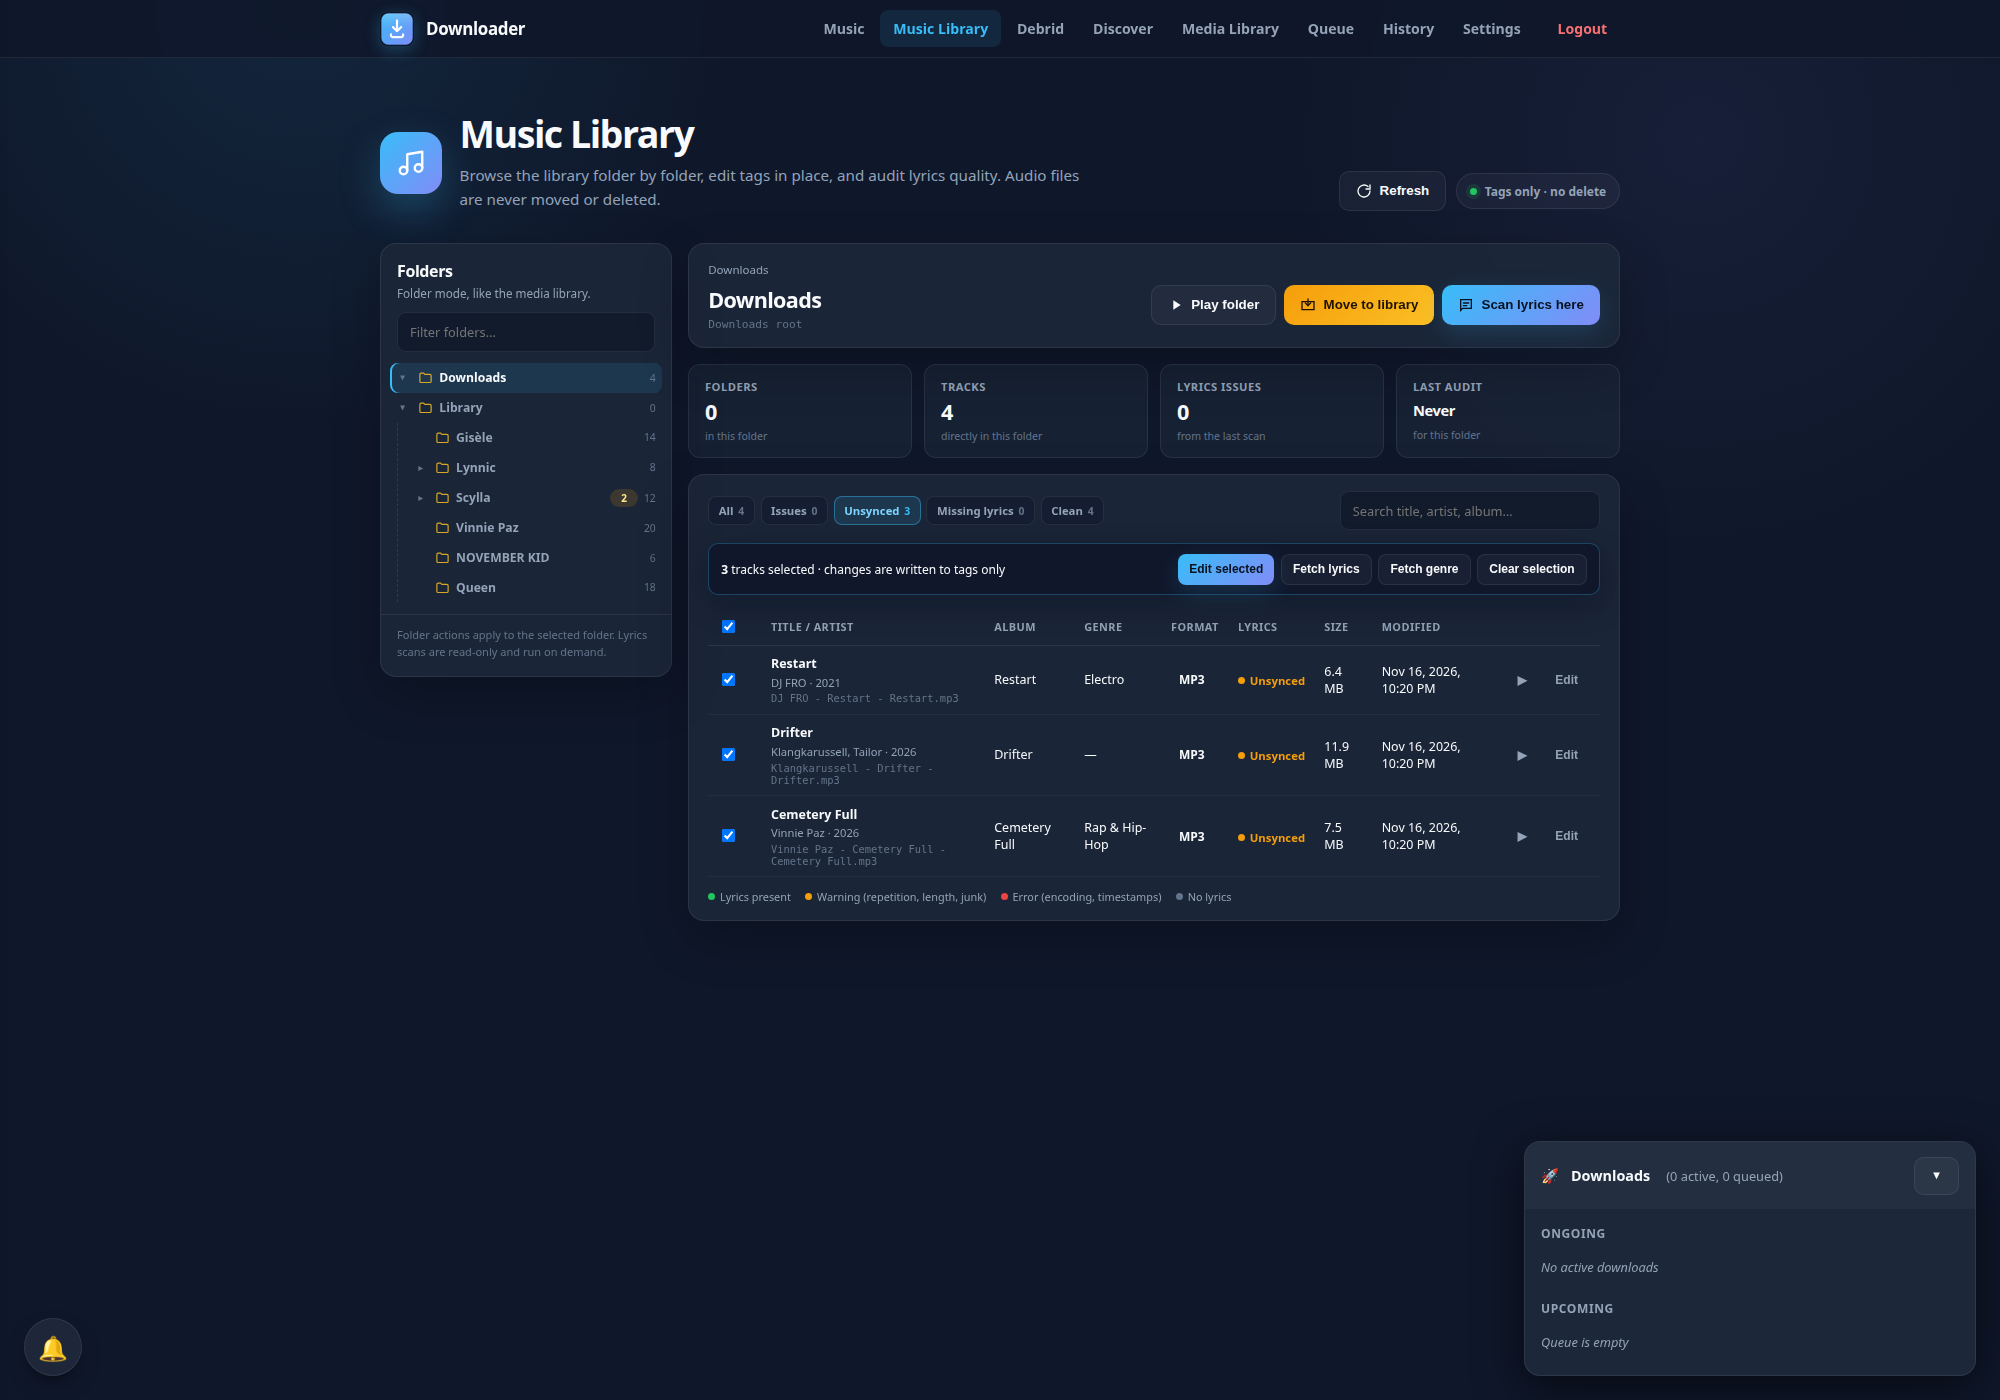 Downloader
Music
Music Library
Debrid
Discover
Media Library
Queue
History
Settings
Logout
Music Library
Browse the library folder by folder, edit tags in place, and audit lyrics quality. Audio files
are never moved or deleted.
Refresh
Tags only · no delete
Folders
Folder mode, like the media library.
Filter folders...
Downloads 4
Library 0
Gisèle 14
Lynnic 8
Scylla 2 12
Vinnie Paz 20
NOVEMBER KID 6
Queen 18
Folder actions apply to the selected folder. Lyrics
scans are read-only and run on demand.
Downloads
Downloads
Downloads root
Play folder
Move to library
Scan lyrics here
FOLDERS
0
in this folder
TRACKS
4
directly in this folder
LYRICS ISSUES
0
from the last scan
LAST AUDIT
Never
for this folder
All 4
Issues 0
Unsynced 3
Missing lyrics 0
Clean 4
Search title, artist, album...
3 tracks selected · changes are written to tags only
Edit selected
Fetch lyrics
Fetch genre
Clear selection
TITLE / ARTIST ALBUM GENRE FORMAT LYRICS SIZE MODIFIED
Restart
DJ FRO · 2021
DJ FRO - Restart - Restart.mp3
Restart
Electro
MP3
Unsynced
6.4
MB
Nov 16, 2026,
10:20 PM
▶
Edit
Drifter
Klangkarussell, Tailor · 2026
Klangkarussell - Drifter -
Drifter.mp3
Drifter
—
MP3
Unsynced
11.9
MB
Nov 16, 2026,
10:20 PM
▶
Edit
Cemetery Full
Vinnie Paz · 2026
Vinnie Paz - Cemetery Full -
Cemetery Full.mp3
Cemetery
Full
Rap & Hip-
Hop
MP3
Unsynced
7.5
MB
Nov 16, 2026,
10:20 PM
▶
Edit
Lyrics present
Warning (repetition, length, junk)
Error (encoding, timestamps)
No lyrics
🚀 Downloads (0 active, 0 queued) ▼
ONGOING
No active downloads
UPCOMING
Queue is empty